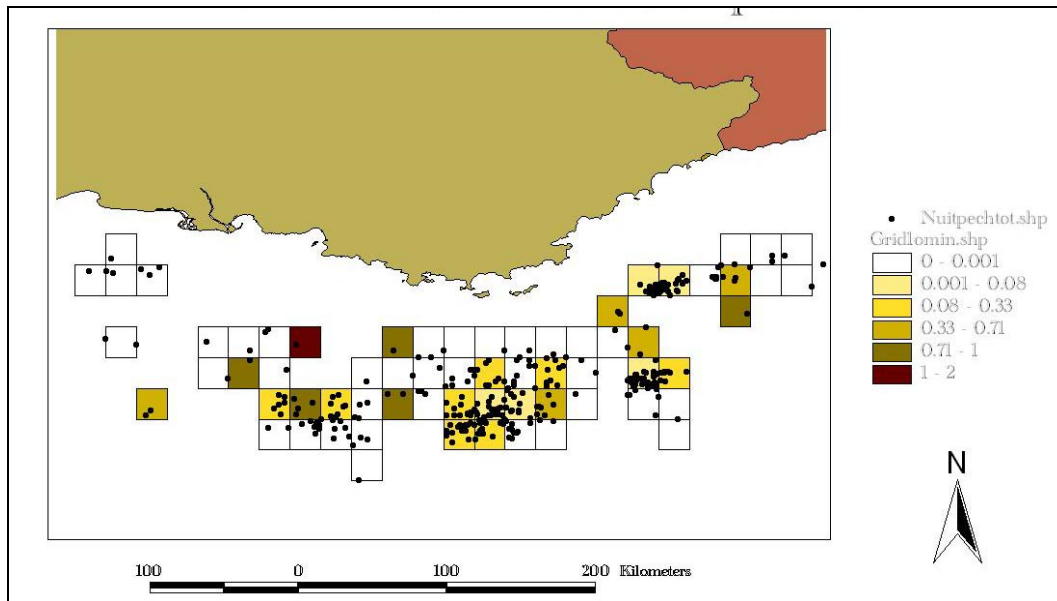 Nuitpechtot.shp
Gridlomin.shp
0 - 0.001
0.001 - 0.08
0.08 - 0.33
0.33 - 0.71
0.71 - 1
1 - 2
N
100 0 100 200 Kilometers